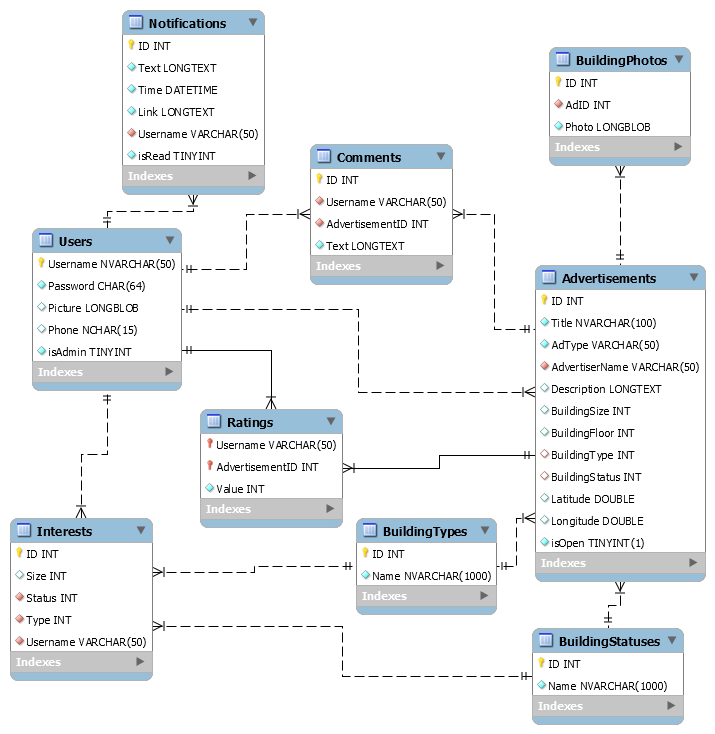 Notifications
ID INT
Text LONGTEXT
Time DATETIME
Link LONGTEXT
Username VARCHAR(50)
isRead TINYINT
Indexes
BuildingPhotos
ID INT
AdID INT
Photo LONGBLOB
Indexes
Comments
ID INT
Username VARCHAR(50)
AdvertisementID INT
Text LONGTEXT
Indexes
Users
Username NVARCHAR(50)
Password CHAR(64)
Picture LONGBLOB
Phone NCHAR(15)
isAdmin TINYINT
Indexes
Advertisements
ID INT
Title NVARCHAR(100)
AdType VARCHAR(50)
AdvertiserName VARCHAR(50)
Description LONGTEXT
BuildingSize INT
BuildingFloor INT
BuildingType INT
BuildingStatus INT
Latitude DOUBLE
Longitude DOUBLE
isOpen TINYINT(1)
Indexes
Ratings
Username VARCHAR(50)
AdvertisementID INT
Value INT
Indexes
Interests
ID INT
Size INT
Status INT
Type INT
Username VARCHAR(50)
Indexes
BuildingTypes
ID INT
Name NVARCHAR(1000)
Indexes
BuildingStatuses
ID INT
Name NVARCHAR(1000)
Indexes